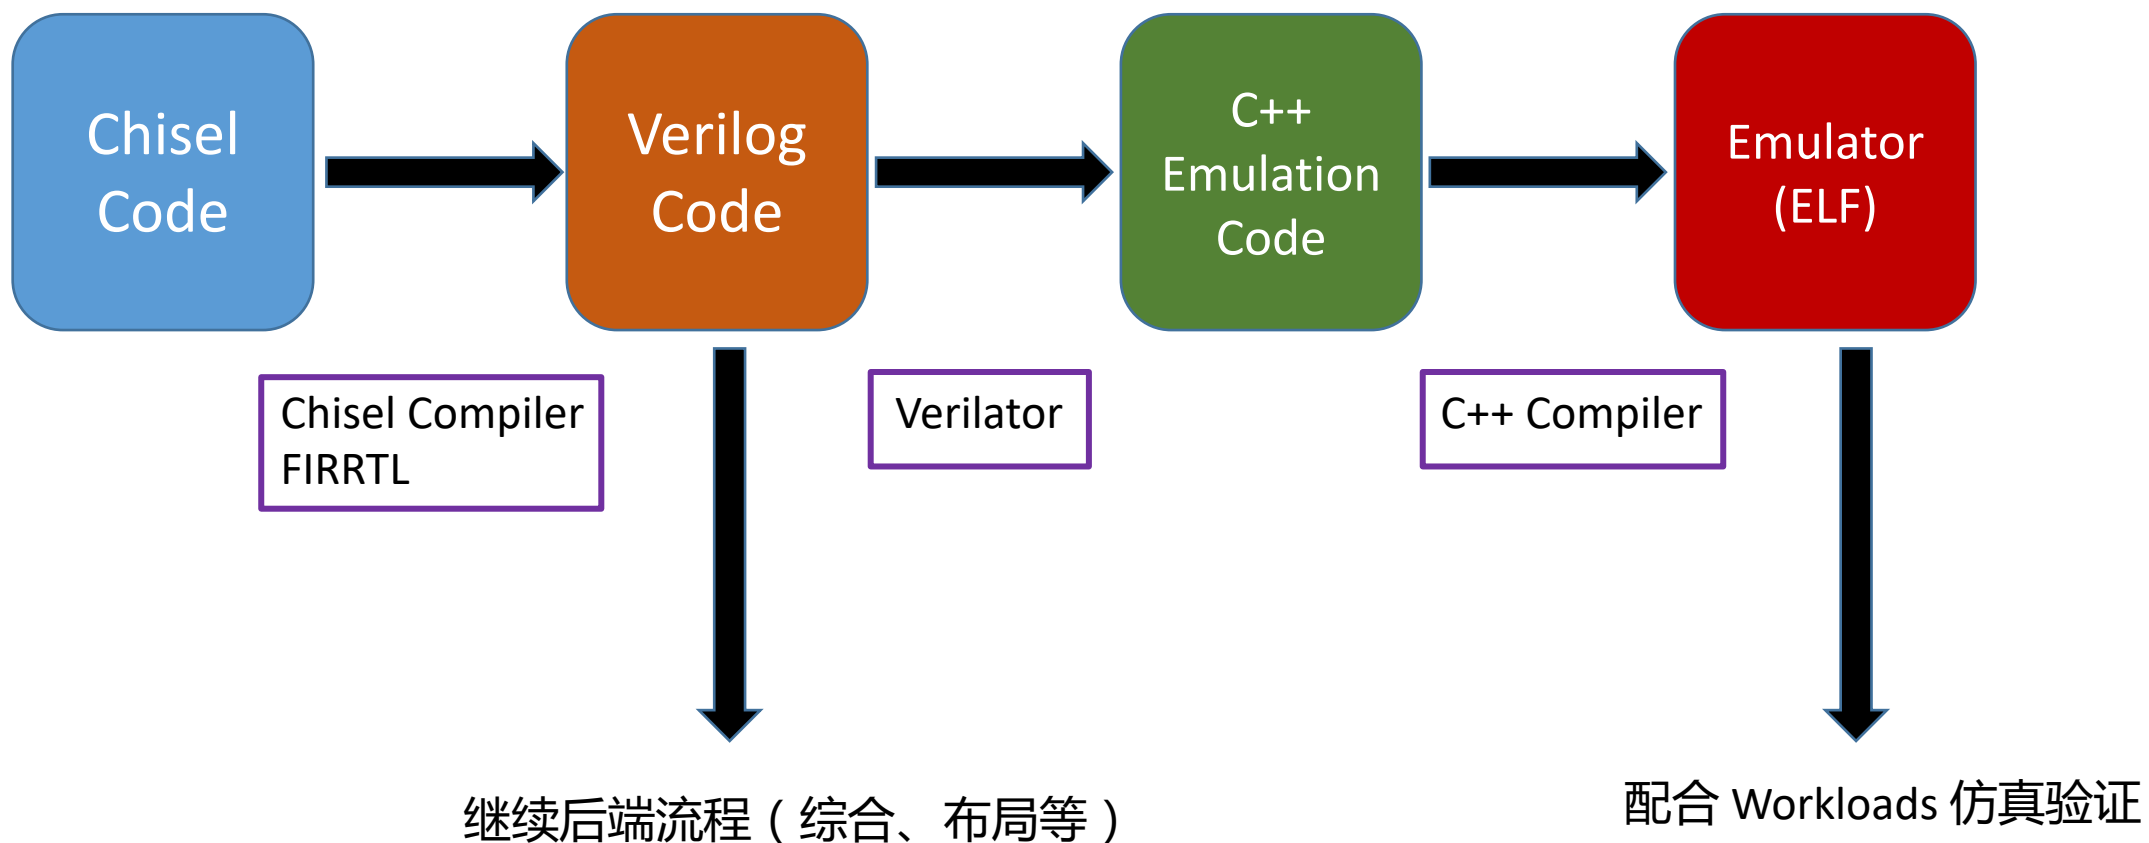 Chisel
Code
Verilog
Code
C++
Emulation
Code
Emulator
(ELF)
Chisel Compiler
FIRRTL
Verilator
C++ Compiler
继续后端流程（综合、布局等）
配合 Workloads 仿真验证